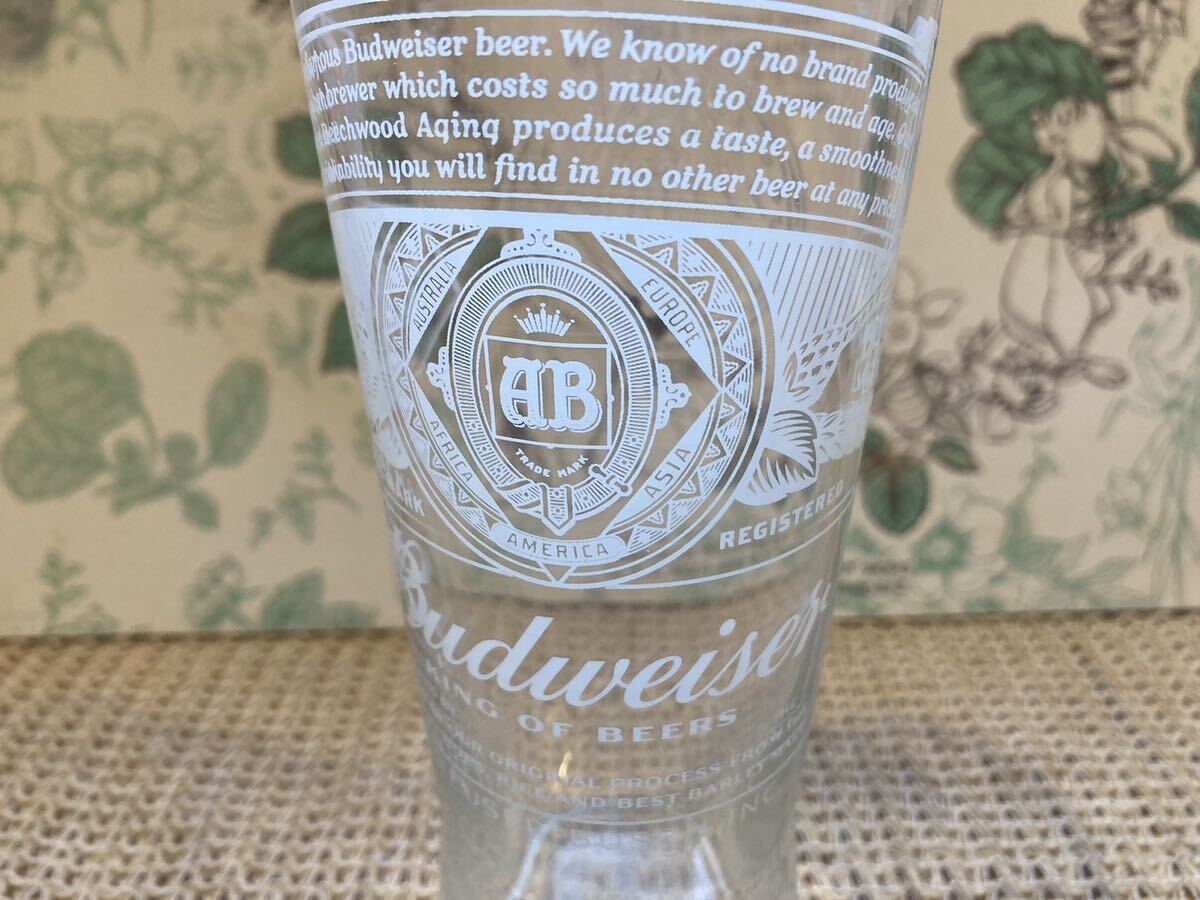 Budweiser beer. We know of no brand produced
brewer which costs so much to brew and age.
Beechwood Aging produces a taste, a smoothness
you will find in no other beer at any price
AUSTRALIA
EUROPE
AB
TRADE MARK
AFRICA
ASIA
AMERICA
REGISTERED
Budweiser
KING OF BEERS
ORIGINAL PROCESS FROM THE
RICE AND BEST BARLEY